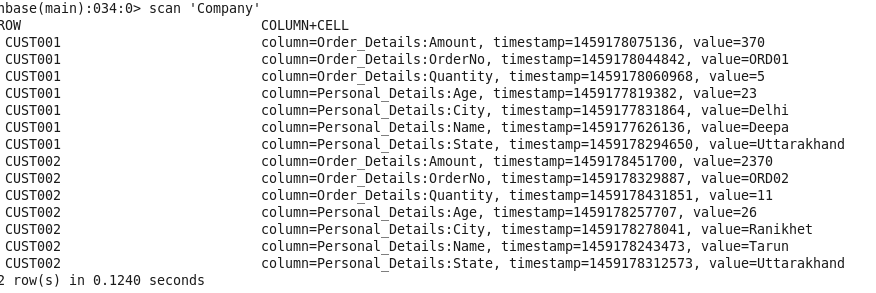 hbase(main):034:0> scan 'Company'
ROW COLUMN+CELL
CUST001 column=Order_Details:Amount, timestamp=1459178075136, value=370
CUST001 column=Order_Details:OrderNo, timestamp=1459178044842, value=ORD01
CUST001 column=Order_Details:Quantity, timestamp=1459178060968, value=5
CUST001 column=Personal_Details:Age, timestamp=1459177819382, value=23
CUST001 column=Personal_Details:City, timestamp=1459177831864, value=Delhi
CUST001 column=Personal_Details:Name, timestamp=1459177626136, value=Deepa
CUST001 column=Personal_Details:State, timestamp=1459178294650, value=Uttarakhand
CUST002 column=Order_Details:Amount, timestamp=1459178451700, value=2370
CUST002 column=Order_Details:OrderNo, timestamp=1459178329887, value=ORD02
CUST002 column=Order_Details:Quantity, timestamp=1459178431851, value=11
CUST002 column=Personal_Details:Age, timestamp=1459178257707, value=26
CUST002 column=Personal_Details:City, timestamp=1459178278041, value=Ranikhet
CUST002 column=Personal_Details:Name, timestamp=1459178243473, value=Tarun
CUST002 column=Personal_Details:State, timestamp=1459178312573, value=Uttarakhand
2 row(s) in 0.1240 seconds